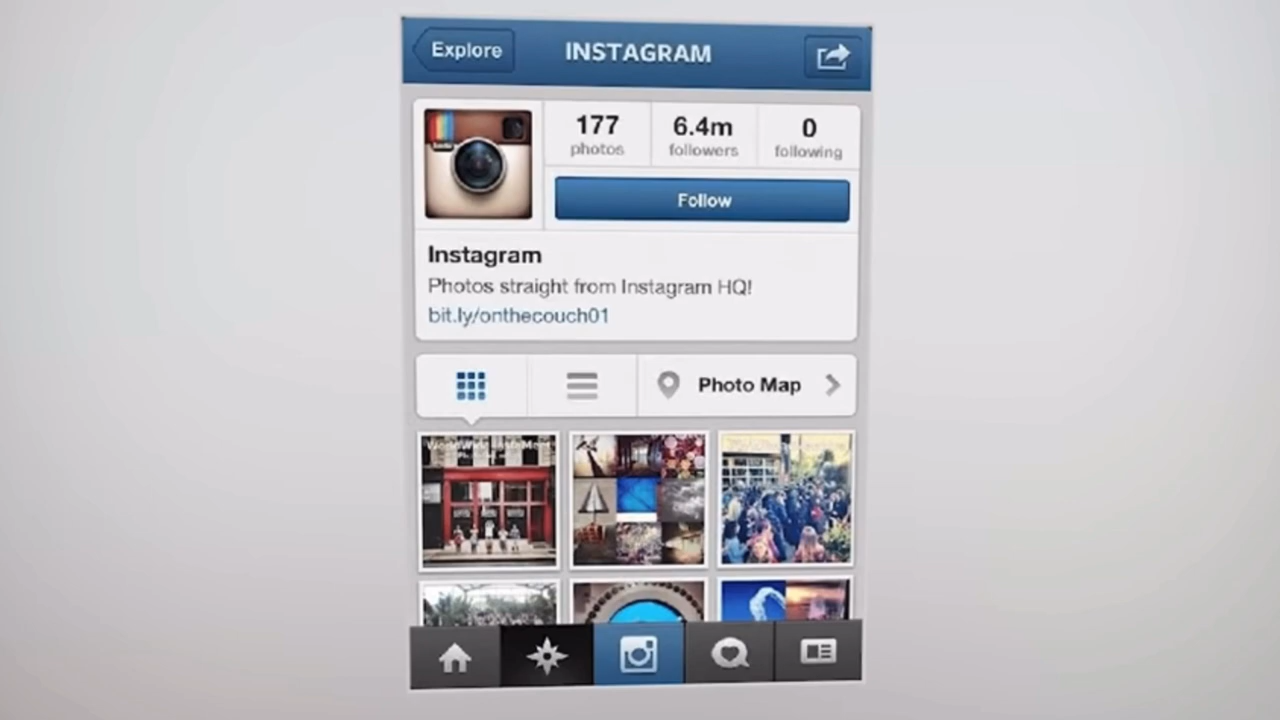 Explore
INSTAGRAM
177
photos
6.4m
followers
0
following
Follow
Instagram
Photos straight from Instagram HQ!
bit.ly/onthecouch01
Photo Map